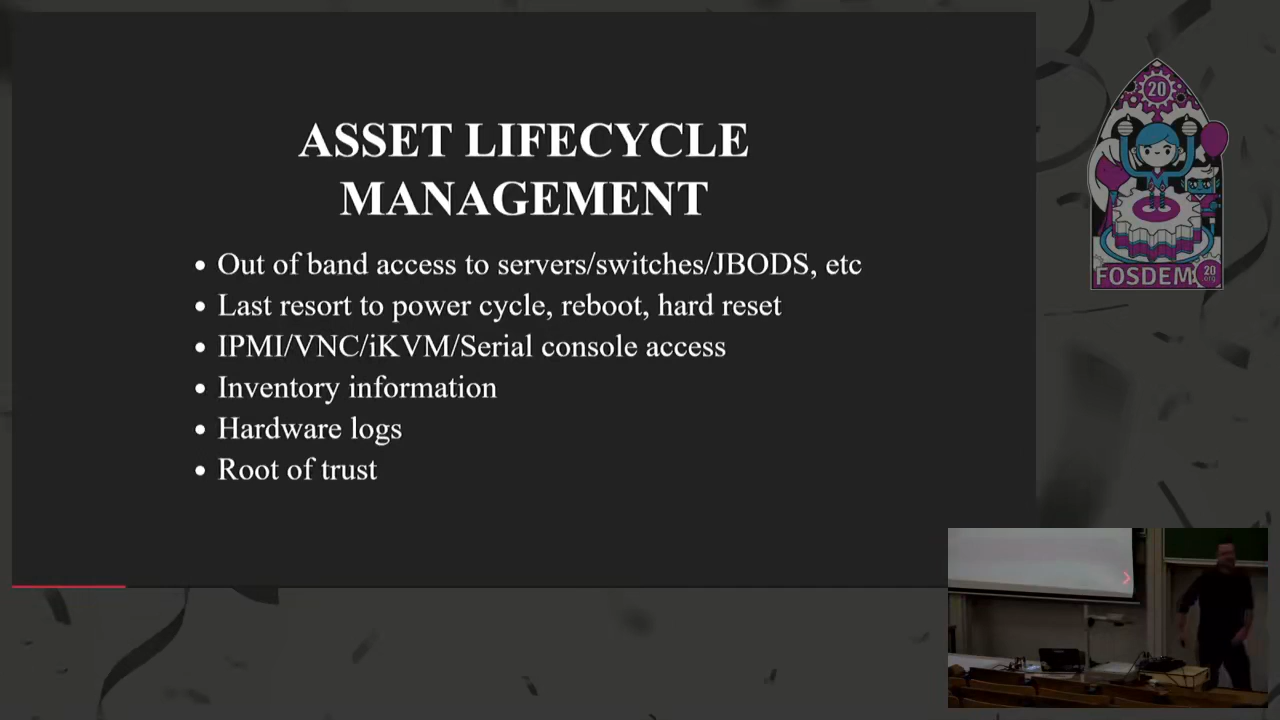 ASSET LIFECYCLE
MANAGEMENT
Out of band access to servers/switches/JBODS, etc
Last resort to power cycle, reboot, hard reset
IPMI/VNC/iKVM/Serial console access
Inventory information
Hardware logs
Root of trust
20
FOSDEM
20
.org